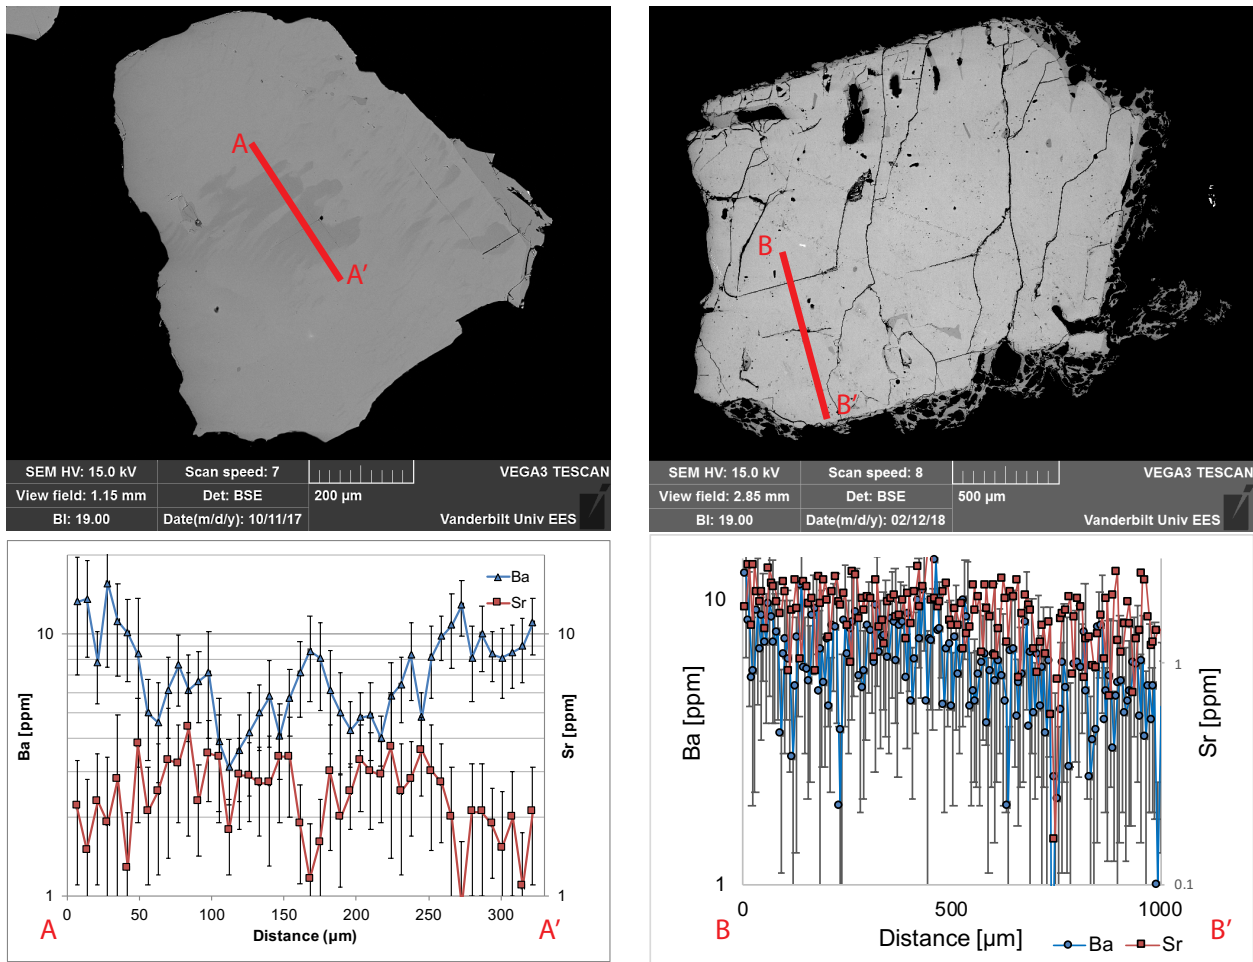 A
A'
SEM HV: 15.0 kV
Scan speed: 7
VEGA3 TESCAN
View field: 1.15 mm
Det: BSE
200 µm
BI: 19.00
Date(m/d/y): 10/11/17
Vanderbilt Univ EES
B
B'
SEM HV: 15.0 kV
Scan speed: 8
VEGA3 TESCAN
View field: 2.85 mm
Det: BSE
500 µm
BI: 19.00
Date(m/d/y): 02/12/18
Vanderbilt Univ EES
Ba
Sr
10
10
Ba [ppm]
Sr [ppm]
1
1
0
50
100
150
200
250
300
A
Distance (µm)
A'
10
Ba [ppm]
1
Sr [ppm]
1
0.1
0
500
1000
B
Distance [µm]
B'
Ba
Sr